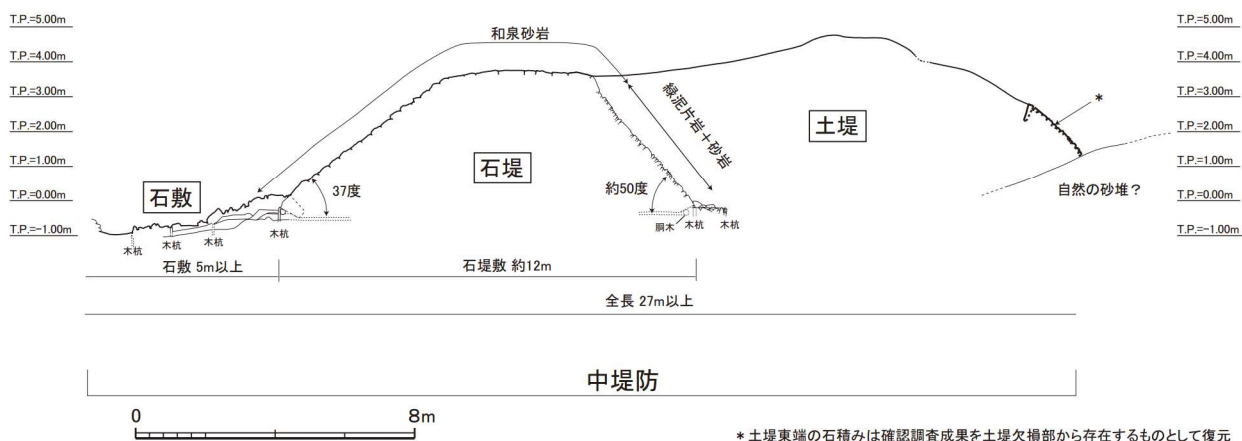 T.P.=5.00m
T.P.=4.00m
T.P.=3.00m
T.P.=2.00m
T.P.=1.00m
T.P.=0.00m
T.P.=-1.00m
和泉砂岩
緑泥片岩+砂岩
石敷
石堤
土堤
37度
約50度
*
自然の砂堆?
木杭
木杭
木杭
木杭
胴木
木杭
木杭
T.P.=5.00m
T.P.=4.00m
T.P.=3.00m
T.P.=2.00m
T.P.=1.00m
T.P.=0.00m
T.P.=-1.00m
石敷 5m以上
石堤敷 約12m
全長 27m以上
中堤防
0 8m
* 土堤東端の石積みは確認調査成果を土堤欠損部から存在するものとして復元